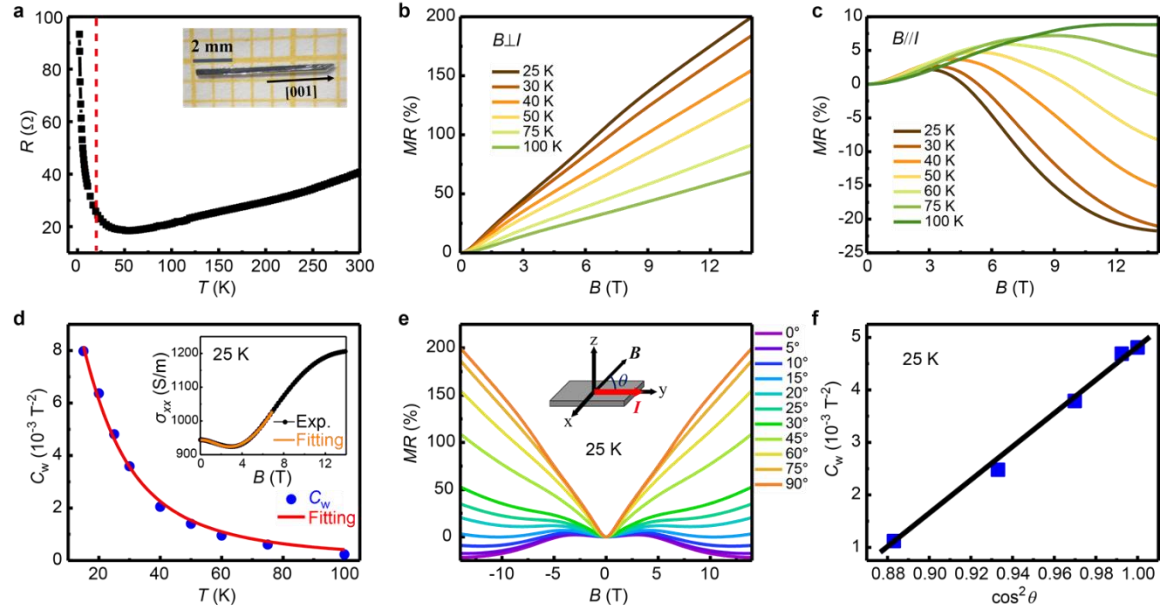 a
R (Ω)
100
80
60
40
20
0 50 100 150 200 250 300
T (K)
2 mm
[001]
b
MR (%)
200
150
100
50
0
0 3 6 9 12
B (T)
B⊥I
25 K
30 K
40 K
50 K
75 K
100 K
c
MR (%)
10
5
0
-5
-10
-15
-20
-25
0 3 6 9 12
B (T)
B//I
25 K
30 K
40 K
50 K
60 K
75 K
100 K
d
C_w (10⁻³ T⁻²)
8
6
4
2
0
20 40 60 80 100
T (K)
25 K
σ_xx (S/m)
1200
1100
1000
900
0 4 8 12
B (T)
Exp.
Fitting
C_w
Fitting
e
MR (%)
200
150
100
50
0
-10 -5 0 5 10
B (T)
z
B
θ
y
I
x
25 K
0°
5°
10°
15°
20°
25°
30°
45°
60°
75°
90°
f
C_w (10⁻³ T⁻²)
5
4
3
2
1
0.88 0.90 0.92 0.94 0.96 0.98 1.00
cos²θ
25 K